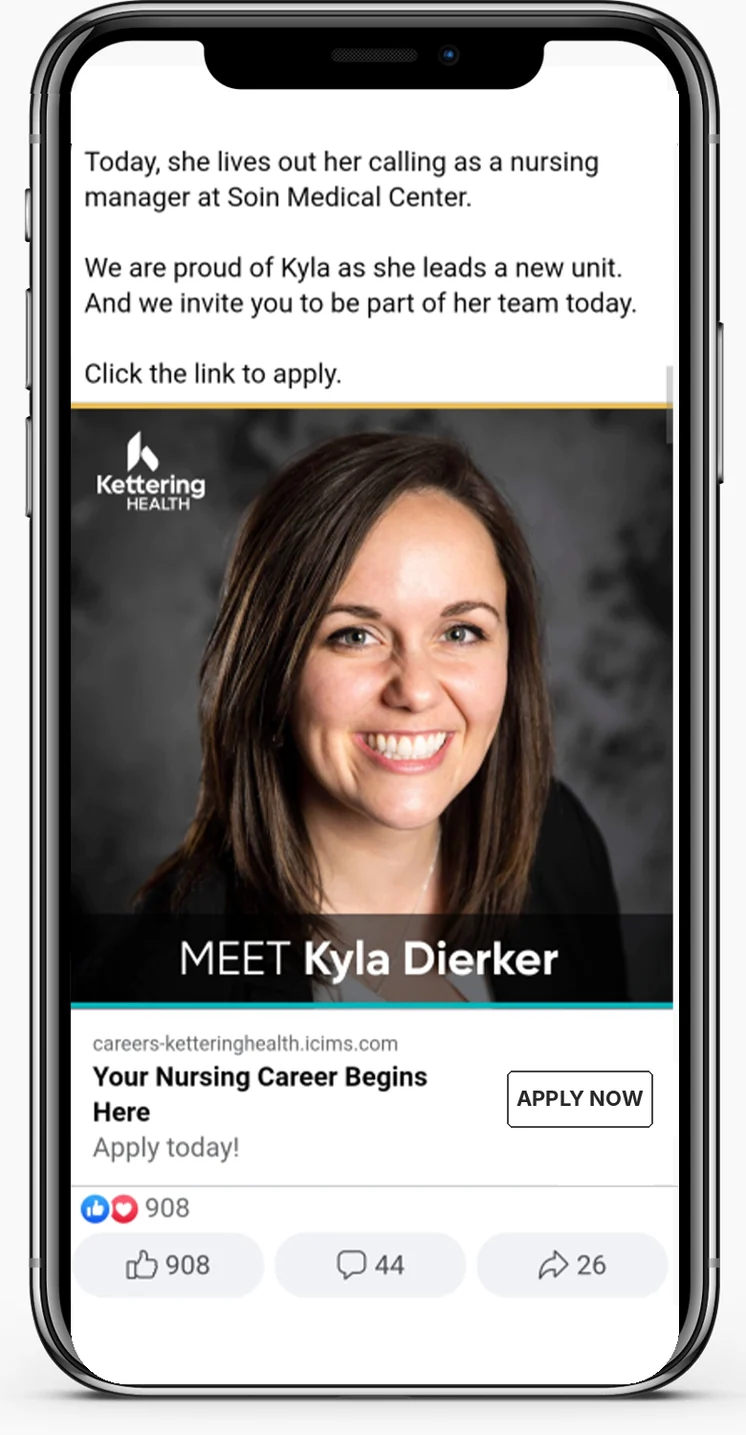 Today, she lives out her calling as a nursing
manager at Soin Medical Center.
We are proud of Kyla as she leads a new unit.
And we invite you to be part of her team today.
Click the link to apply.
Kettering
HEALTH
MEET Kyla Dierker
careers-ketteringhealth.icims.com
Your Nursing Career Begins
Here
Apply today!
APPLY NOW
908
908
44
26